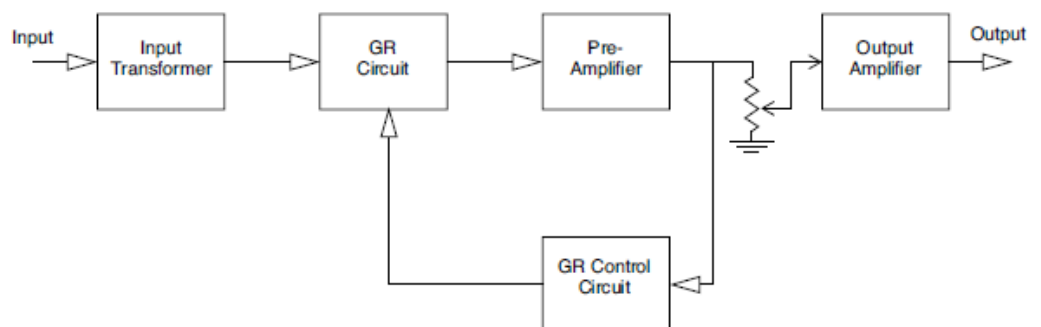 Input
Input
Transformer
GR
Circuit
Pre-
Amplifier
Output
Amplifier
Output
GR Control
Circuit